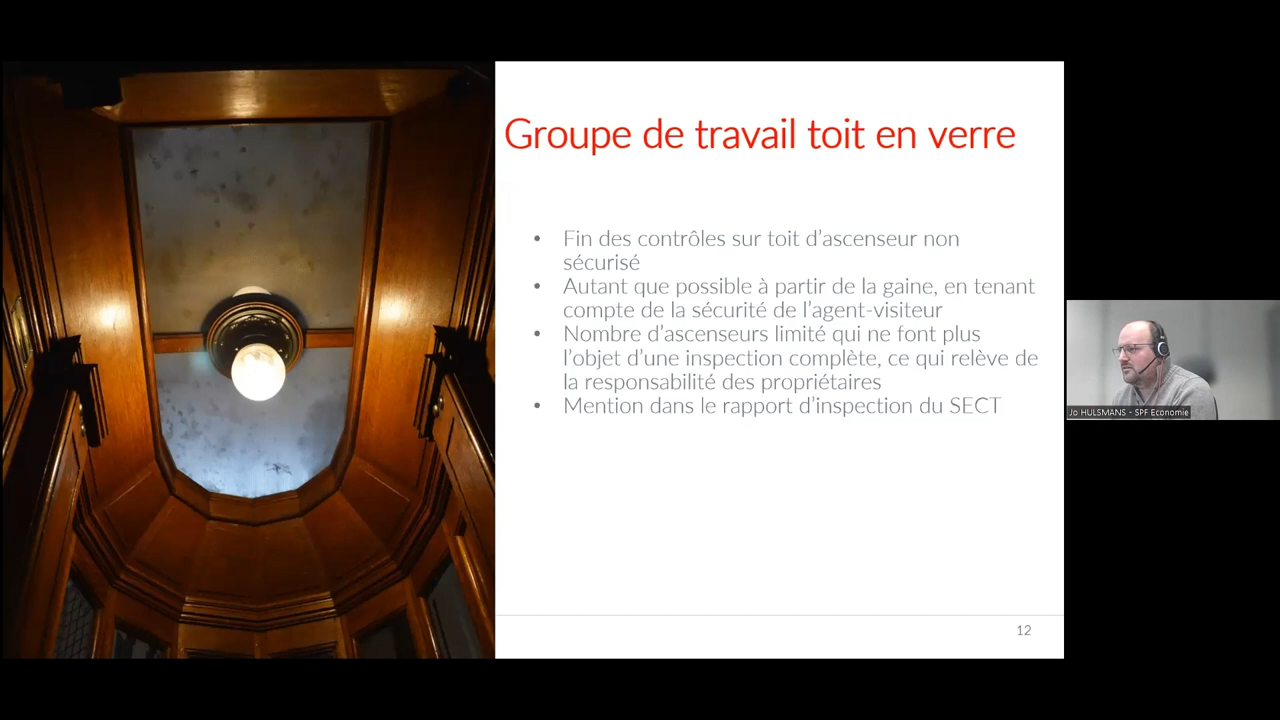 Groupe de travail toit en verre
• Fin des contrôles sur toit d’ascenseur non
sécurisé
• Autant que possible à partir de la gaine, en tenant
compte de la sécurité de l’agent-visiteur
• Nombre d’ascenseurs limité qui ne font plus
l’objet d’une inspection complète, ce qui relève de
la responsabilité des propriétaires
• Mention dans le rapport d’inspection du SECT
12
Jo HULSMANS - SPF Economie